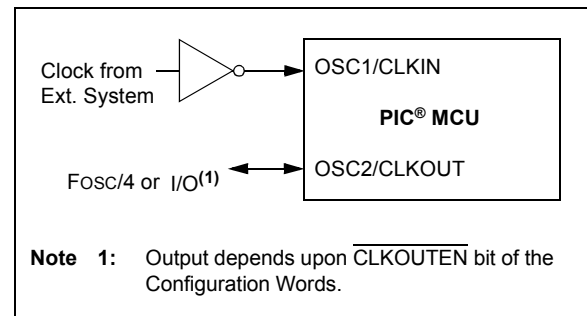 Clock from
Ext. System
OSC1/CLKIN
PIC® MCU
OSC2/CLKOUT
FOSC/4 or I/O(1)
Note 1: Output depends upon CLKOUTEN bit of the
Configuration Words.